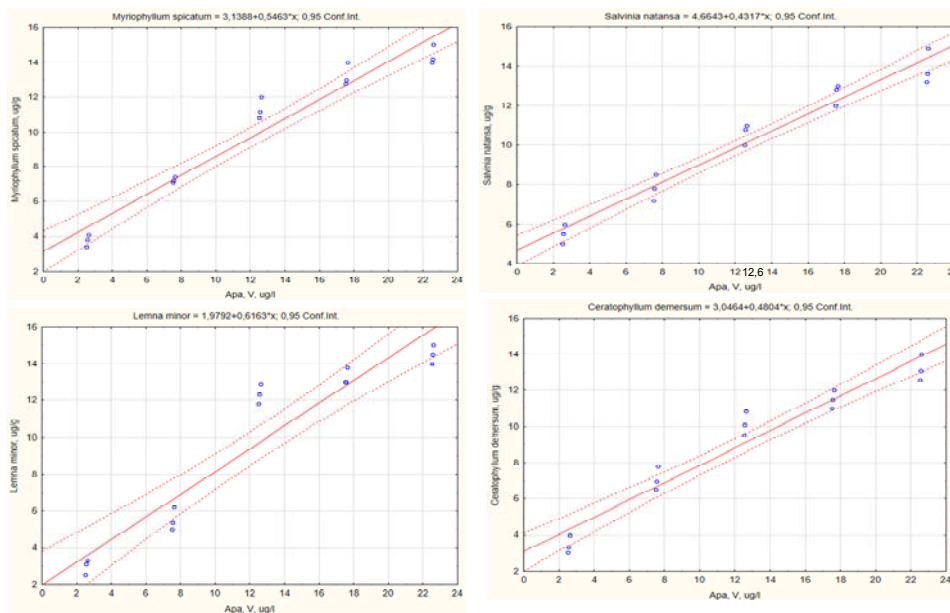 Myriophyllum spicatum = 3,1388+0,5463*x; 0,95 Conf.Int.
Myriophyllum spicatum, ug/g
16
14
12
10
8
6
4
2
0 2 4 6 8 10 12 14 16 18 20 22 24
Apa, V, ug/l
Salvinia natansa = 4,6643+0,4317*x; 0,95 Conf.Int.
Salvinia natansa, ug/g
16
14
12
10
8
6
4
0 2 4 6 8 10 12 12,6 14 16 18 20 22 24
Apa, V, ug/l
Lemna minor = 1,9792+0,6163*x; 0,95 Conf.Int.
Lemna minor, ug/g
16
14
12
10
8
6
4
2
0 2 4 6 8 10 12 14 16 18 20 22 24
Apa, V, ug/l
Ceratophyllum demersum = 3,0464+0,4804*x; 0,95 Conf.Int.
Ceratophyllum demersum, ug/g
16
14
12
10
8
6
4
2
0 2 4 6 8 10 12 14 16 18 20 22 24
Apa, V, ug/l